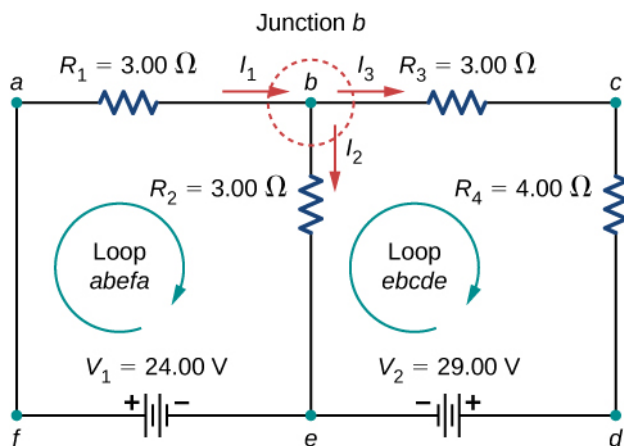 Junction b
a
R₁ = 3.00 Ω
I₁
b
I₃
R₃ = 3.00 Ω
c
I₂
R₂ = 3.00 Ω
R₄ = 4.00 Ω
Loop
abefa
Loop
ebcde
V₁ = 24.00 V
V₂ = 29.00 V
+
−
−
+
f
e
d